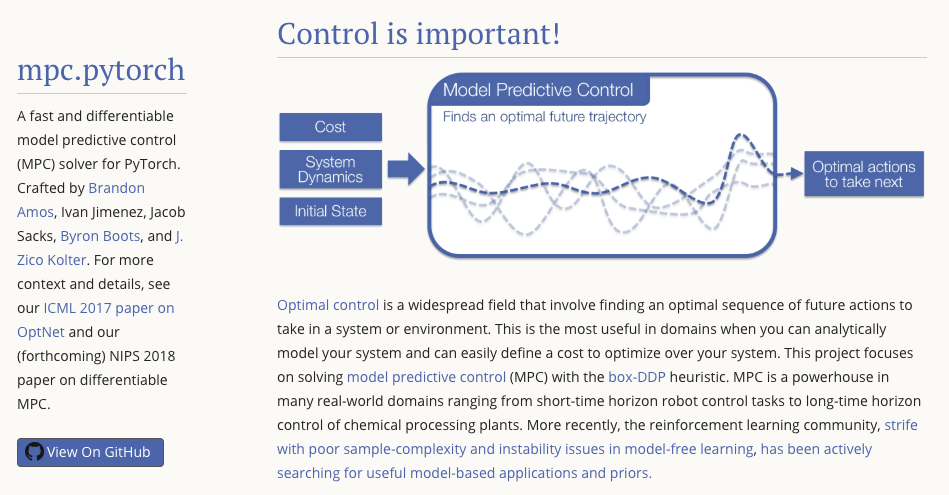 mpc.pytorch
A fast and differentiable
model predictive control
(MPC) solver for PyTorch.
Crafted by Brandon
Amos, Ivan Jimenez, Jacob
Sacks, Byron Boots, and J.
Zico Kolter. For more
context and details, see
our ICML 2017 paper on
OptNet and our
(forthcoming) NIPS 2018
paper on differentiable
MPC.
View On GitHub
Control is important!
Cost
System
Dynamics
Initial State
Model Predictive Control
Finds an optimal future trajectory
Optimal actions
to take next
Optimal control is a widespread field that involve finding an optimal sequence of future actions to
take in a system or environment. This is the most useful in domains when you can analytically
model your system and can easily define a cost to optimize over your system. This project focuses
on solving model predictive control (MPC) with the box-DDP heuristic. MPC is a powerhouse in
many real-world domains ranging from short-time horizon robot control tasks to long-time horizon
control of chemical processing plants. More recently, the reinforcement learning community, strife
with poor sample-complexity and instability issues in model-free learning, has been actively
searching for useful model-based applications and priors.